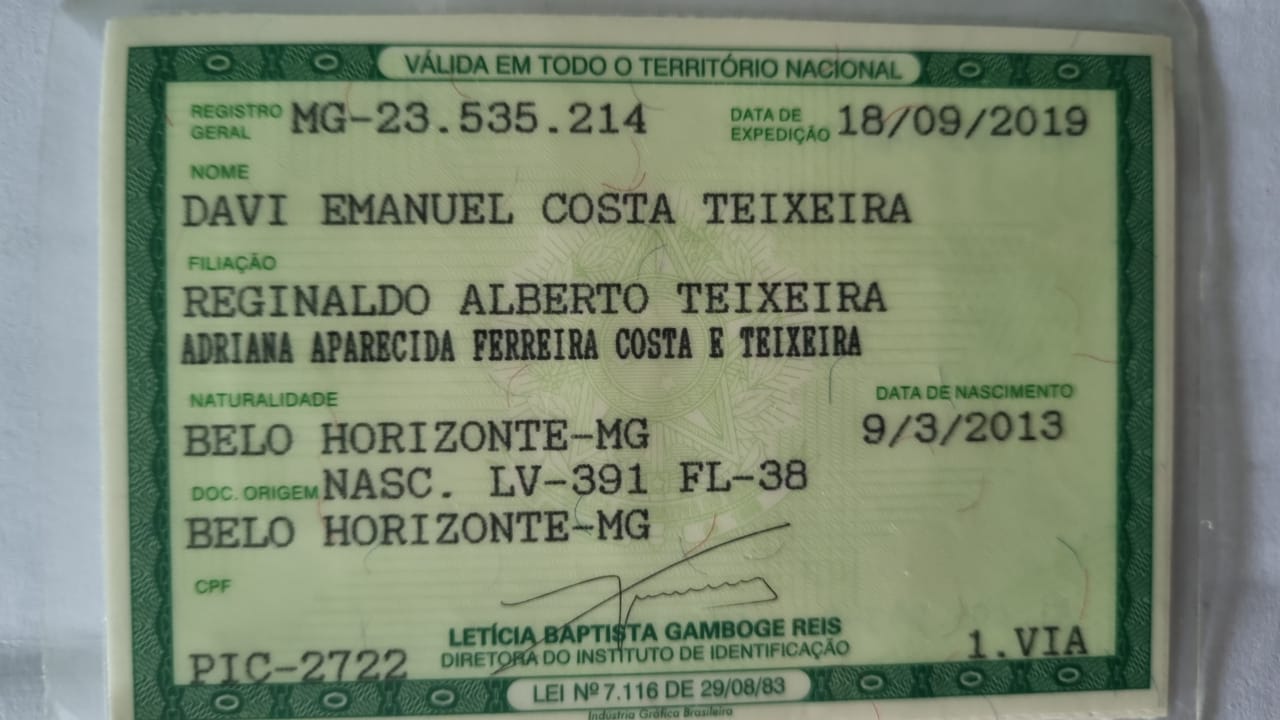 VÁLIDA EM TODO O TERRITÓRIO NACIONAL
REGISTRO GERAL MG-23.535.214 DATA DE EXPEDIÇÃO 18/09/2019
NOME
DAVI EMANUEL COSTA TEIXEIRA
FILIAÇÃO
REGINALDO ALBERTO TEIXEIRA
ADRIANA APARECIDA FERREIRA COSTA E TEIXEIRA
NATURALIDADE DATA DE NASCIMENTO
BELO HORIZONTE-MG 9/3/2013
DOC. ORIGEM NASC. LV-391 FL-38
BELO HORIZONTE-MG
CPF
LETÍCIA BAPTISTA GAMBOGE REIS
PIC-2722 DIRETORA DO INSTITUTO DE IDENTIFICAÇÃO 1.VIA
LEI Nº 7.116 DE 29/08/83
Indústria Gráfica Brasileira